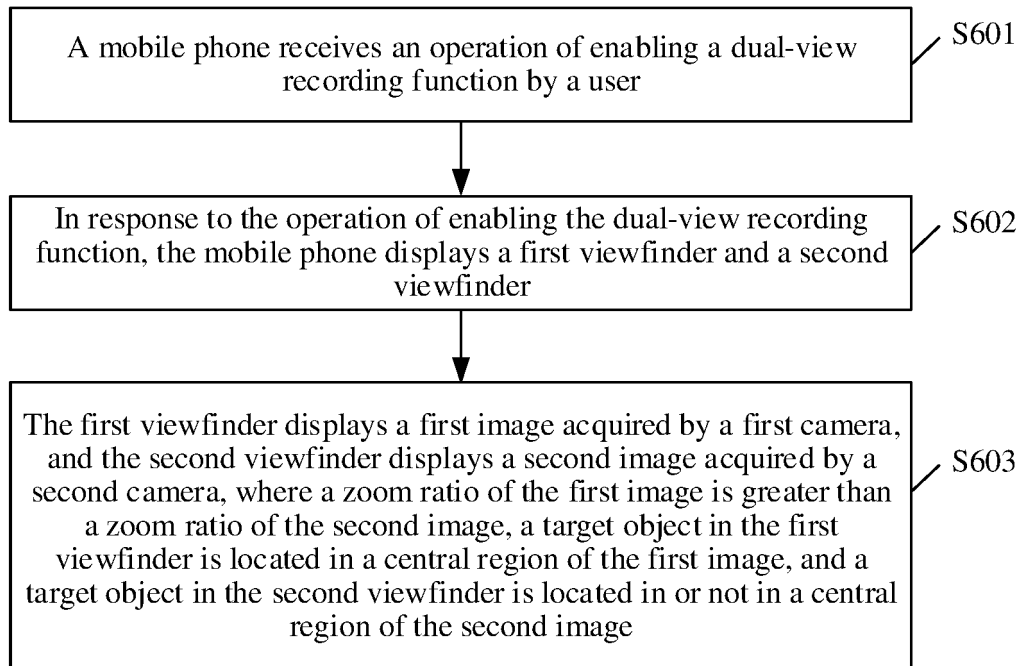 A mobile phone receives an operation of enabling a dual-view
recording function by a user
S601
In response to the operation of enabling the dual-view recording
function, the mobile phone displays a first viewfinder and a second
viewfinder
S602
The first viewfinder displays a first image acquired by a first camera,
and the second viewfinder displays a second image acquired by a
second camera, where a zoom ratio of the first image is greater than
a zoom ratio of the second image, a target object in the first
viewfinder is located in a central region of the first image, and a
target object in the second viewfinder is located in or not in a central
region of the second image
S603